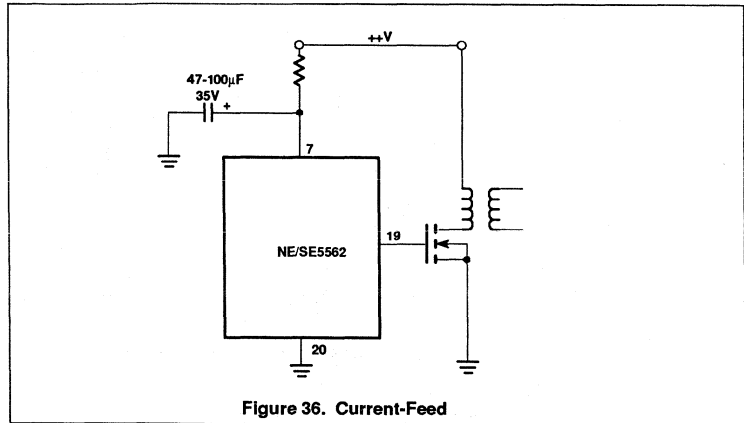 ++V
47-100μF
35V +
7
NE/SE5562
19
20
Figure 36. Current-Feed